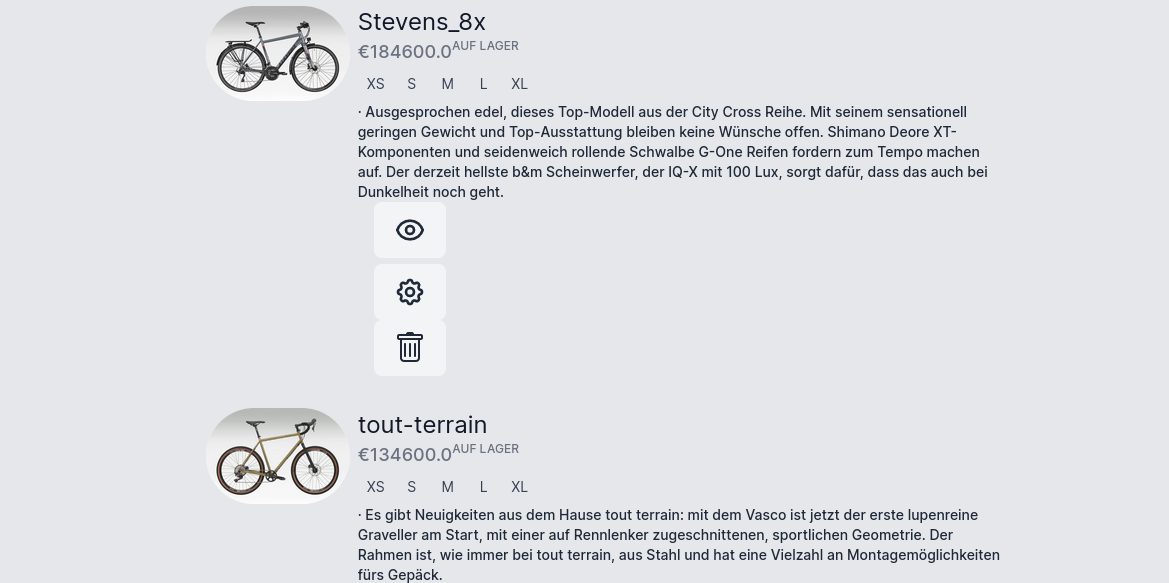 Stevens_8x
€184600.0 AUF LAGER
XS S M L XL
· Ausgesprochen edel, dieses Top-Modell aus der City Cross Reihe. Mit seinem sensationell
geringen Gewicht und Top-Ausstattung bleiben keine Wünsche offen. Shimano Deore XT-
Komponenten und seidenweich rollende Schwalbe G-One Reifen fordern zum Tempo machen
auf. Der derzeit hellste b&m Scheinwerfer, der IQ-X mit 100 Lux, sorgt dafür, dass das auch bei
Dunkelheit noch geht.
tout-terrain
€134600.0 AUF LAGER
XS S M L XL
· Es gibt Neuigkeiten aus dem Hause tout terrain: mit dem Vasco ist jetzt der erste lupenreine
Graveller am Start, mit einer auf Rennlenker zugeschnittenen, sportlichen Geometrie. Der
Rahmen ist, wie immer bei tout terrain, aus Stahl und hat eine Vielzahl an Montagemöglichkeiten
fürs Gepäck.